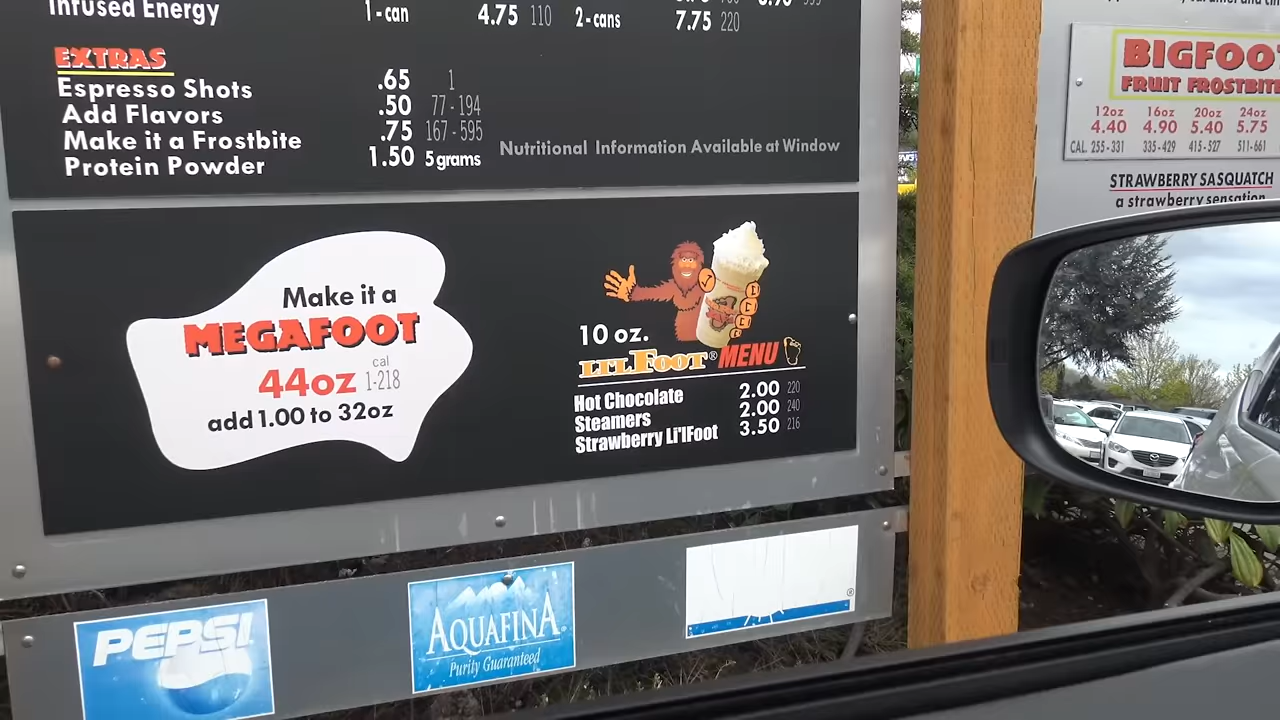 Infused Energy 1-can 4.75 110 2-cans 7.75 220
EXTRAS
Espresso Shots .65 1
Add Flavors .50 77-194
Make it a Frostbite .75 167-595
Protein Powder 1.50 5 grams
Nutritional Information Available at Window
Make it a
MEGAFOOT
44oz cal 1-218
add 1.00 to 32oz
10 oz.
LI'L FOOT® MENU
Hot Chocolate 2.00 220
Steamers 2.00 240
Strawberry Li'lFoot 3.50 216
PEPSI
AQUAFINA
Purity Guaranteed
®
BIGFOOT
FRUIT FROSTBITE
12oz 16oz 20oz 24oz
4.40 4.90 5.40 5.75
CAL. 255-331 335-429 415-527 511-661
STRAWBERRY SASQUATCH
a strawberry sensation